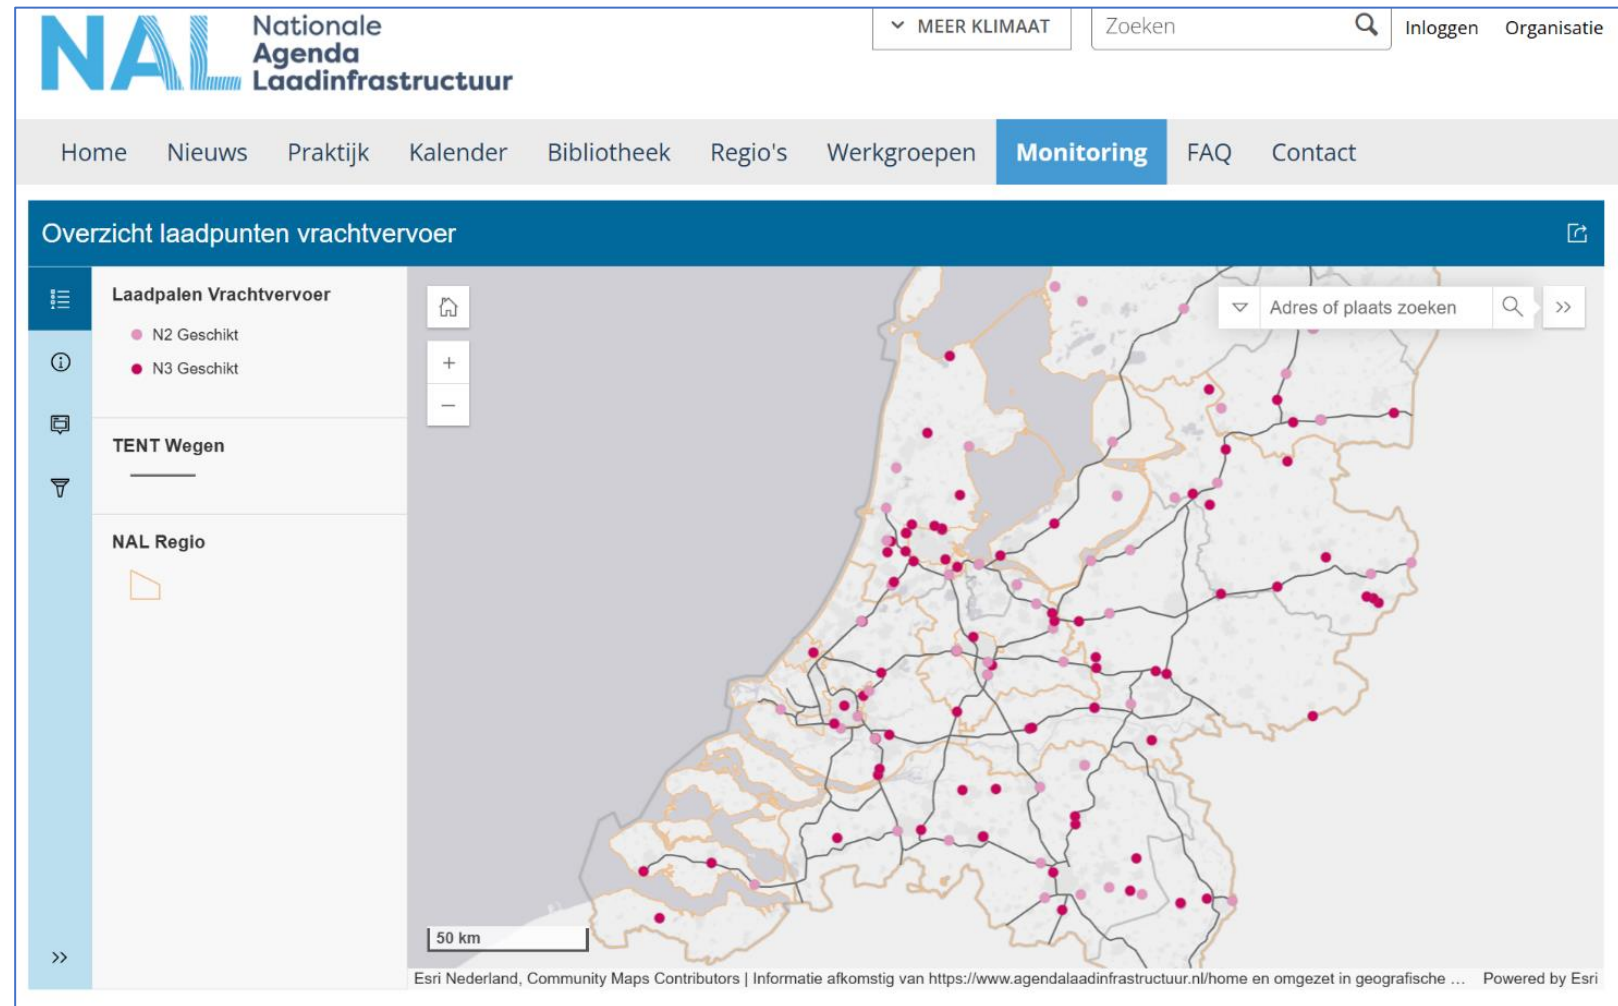 NAL Nationale
Agenda
Laadinfrastructuur
MEER KLIMAAT
Zoeken
Inloggen
Organisatie
Home
Nieuws
Praktijk
Kalender
Bibliotheek
Regio's
Werkgroepen
Monitoring
FAQ
Contact
Overzicht laadpunten vrachtvervoer
Laadpalen Vrachtvervoer
N2 Geschikt
N3 Geschikt
TENT Wegen
NAL Regio
Adres of plaats zoeken
50 km
Esri Nederland, Community Maps Contributors | Informatie afkomstig van https://www.agendalaadinfrastructuur.nl/home en omgezet in geografische ...
Powered by Esri